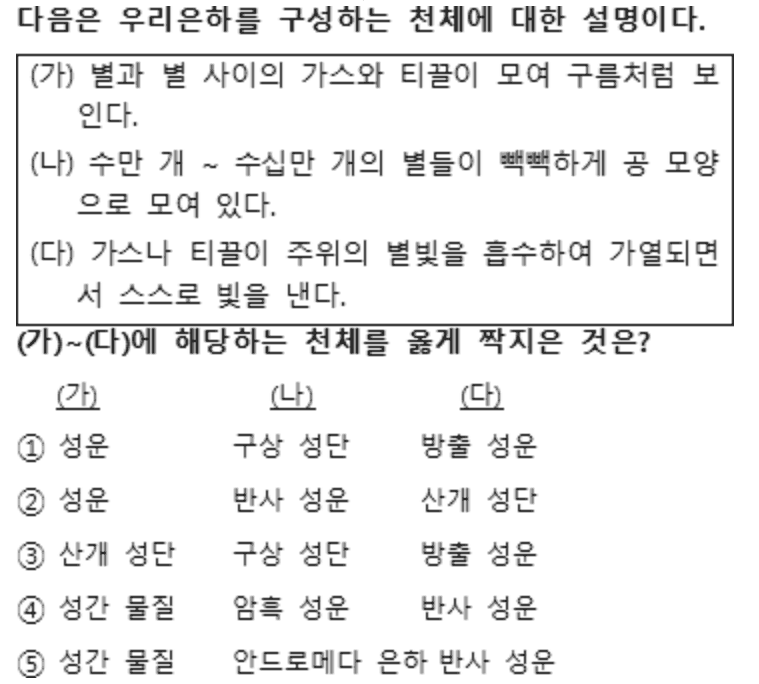 다음은 우리은하를 구성하는 천체에 대한 설명이다.
(가) 별과 별 사이의 가스와 티끌이 모여 구름처럼 보
인다.
(나) 수만 개 ~ 수십만 개의 별들이 빽빽하게 공 모양
으로 모여 있다.
(다) 가스나 티끌이 주위의 별빛을 흡수하여 가열되면
서 스스로 빛을 낸다.
(가)~(다)에 해당하는 천체를 옳게 짝지은 것은?
(가) (나) (다)
① 성운 구상 성단 방출 성운
② 성운 반사 성운 산개 성단
③ 산개 성단 구상 성단 방출 성운
④ 성간 물질 암흑 성운 반사 성운
⑤ 성간 물질 안드로메다 은하 반사 성운